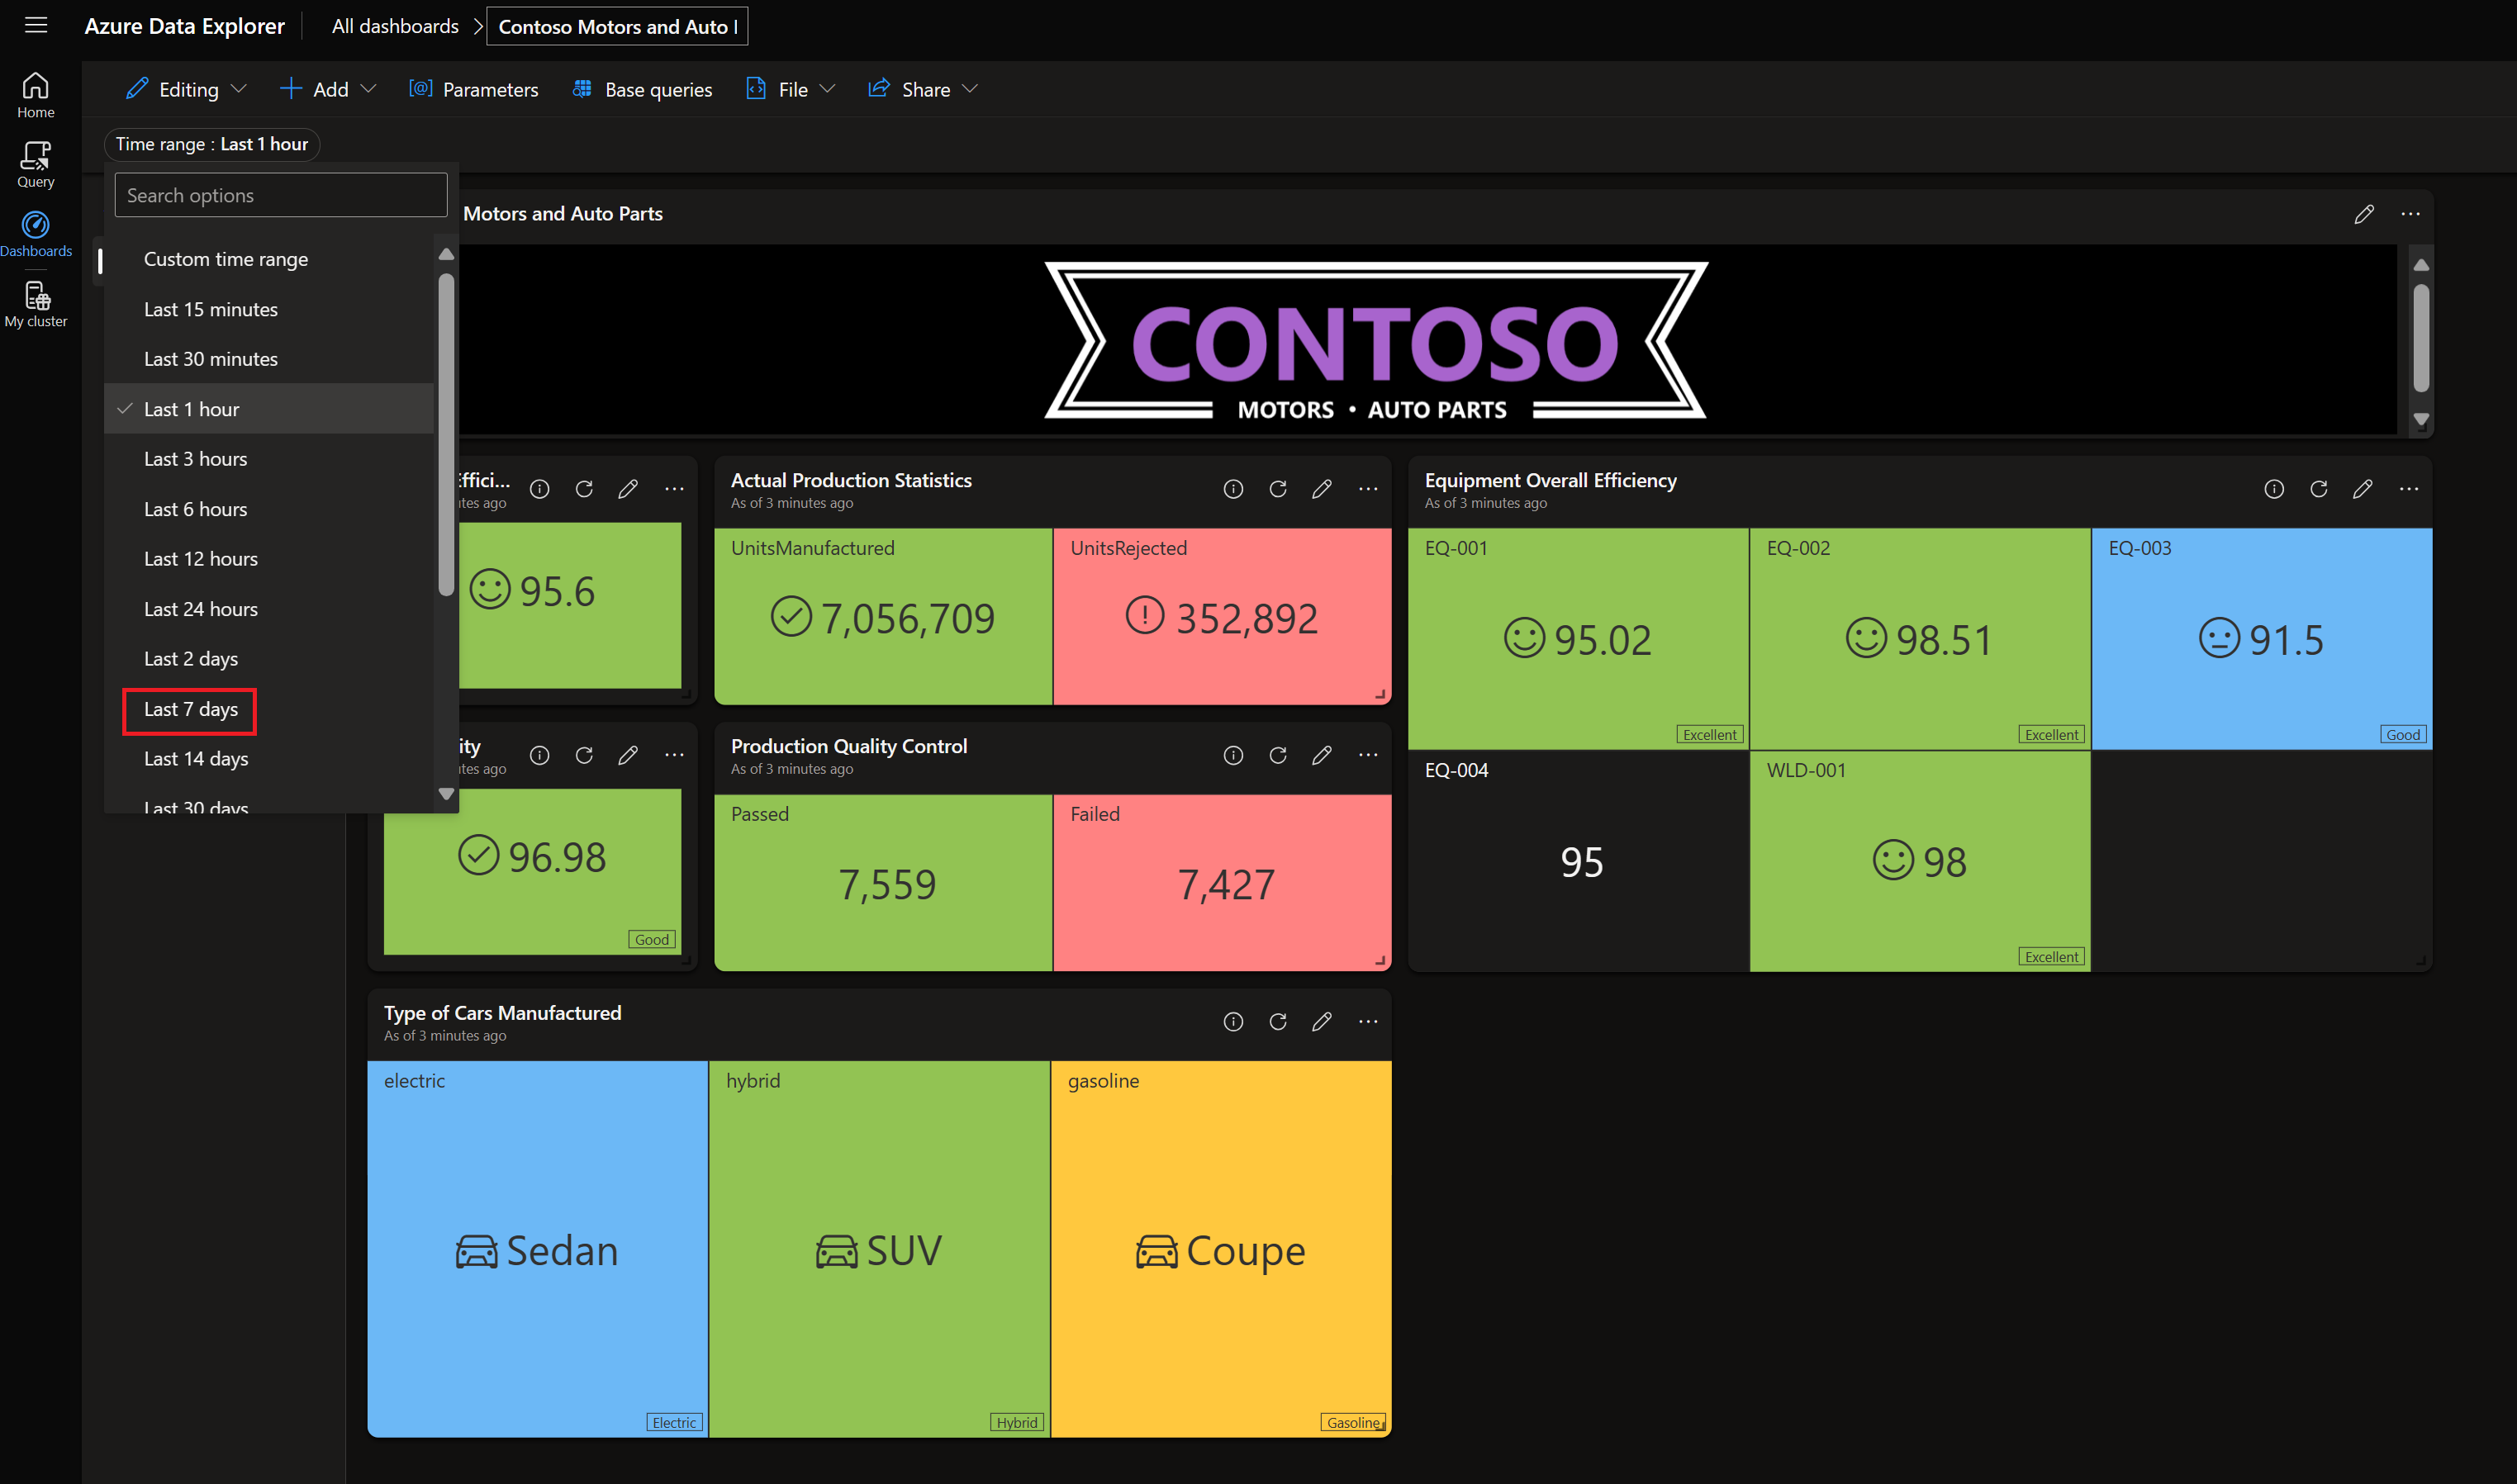 Azure Data Explorer
All dashboards
Contoso Motors and Auto
Editing
Add
Parameters
Base queries
File
Share
Home
Query
Dashboards
My cluster
Time range : Last 1 hour
Search options
Custom time range
Last 15 minutes
Last 30 minutes
Last 1 hour
Last 3 hours
Last 6 hours
Last 12 hours
Last 24 hours
Last 2 days
Last 7 days
Last 14 days
Last 30 days
Motors and Auto Parts
CONTOSO
MOTORS • AUTO PARTS
Effici...
ago
95.6
Actual Production Statistics
As of 3 minutes ago
UnitsManufactured
7,056,709
UnitsRejected
352,892
Equipment Overall Efficiency
As of 3 minutes ago
EQ-001
95.02
Excellent
EQ-002
98.51
Excellent
EQ-003
91.5
Good
EQ-004
95
WLD-001
98
Excellent
ity
ago
96.98
Good
Production Quality Control
As of 3 minutes ago
Passed
7,559
Failed
7,427
Type of Cars Manufactured
As of 3 minutes ago
electric
Sedan
Electric
hybrid
SUV
Hybrid
gasoline
Coupe
Gasoline